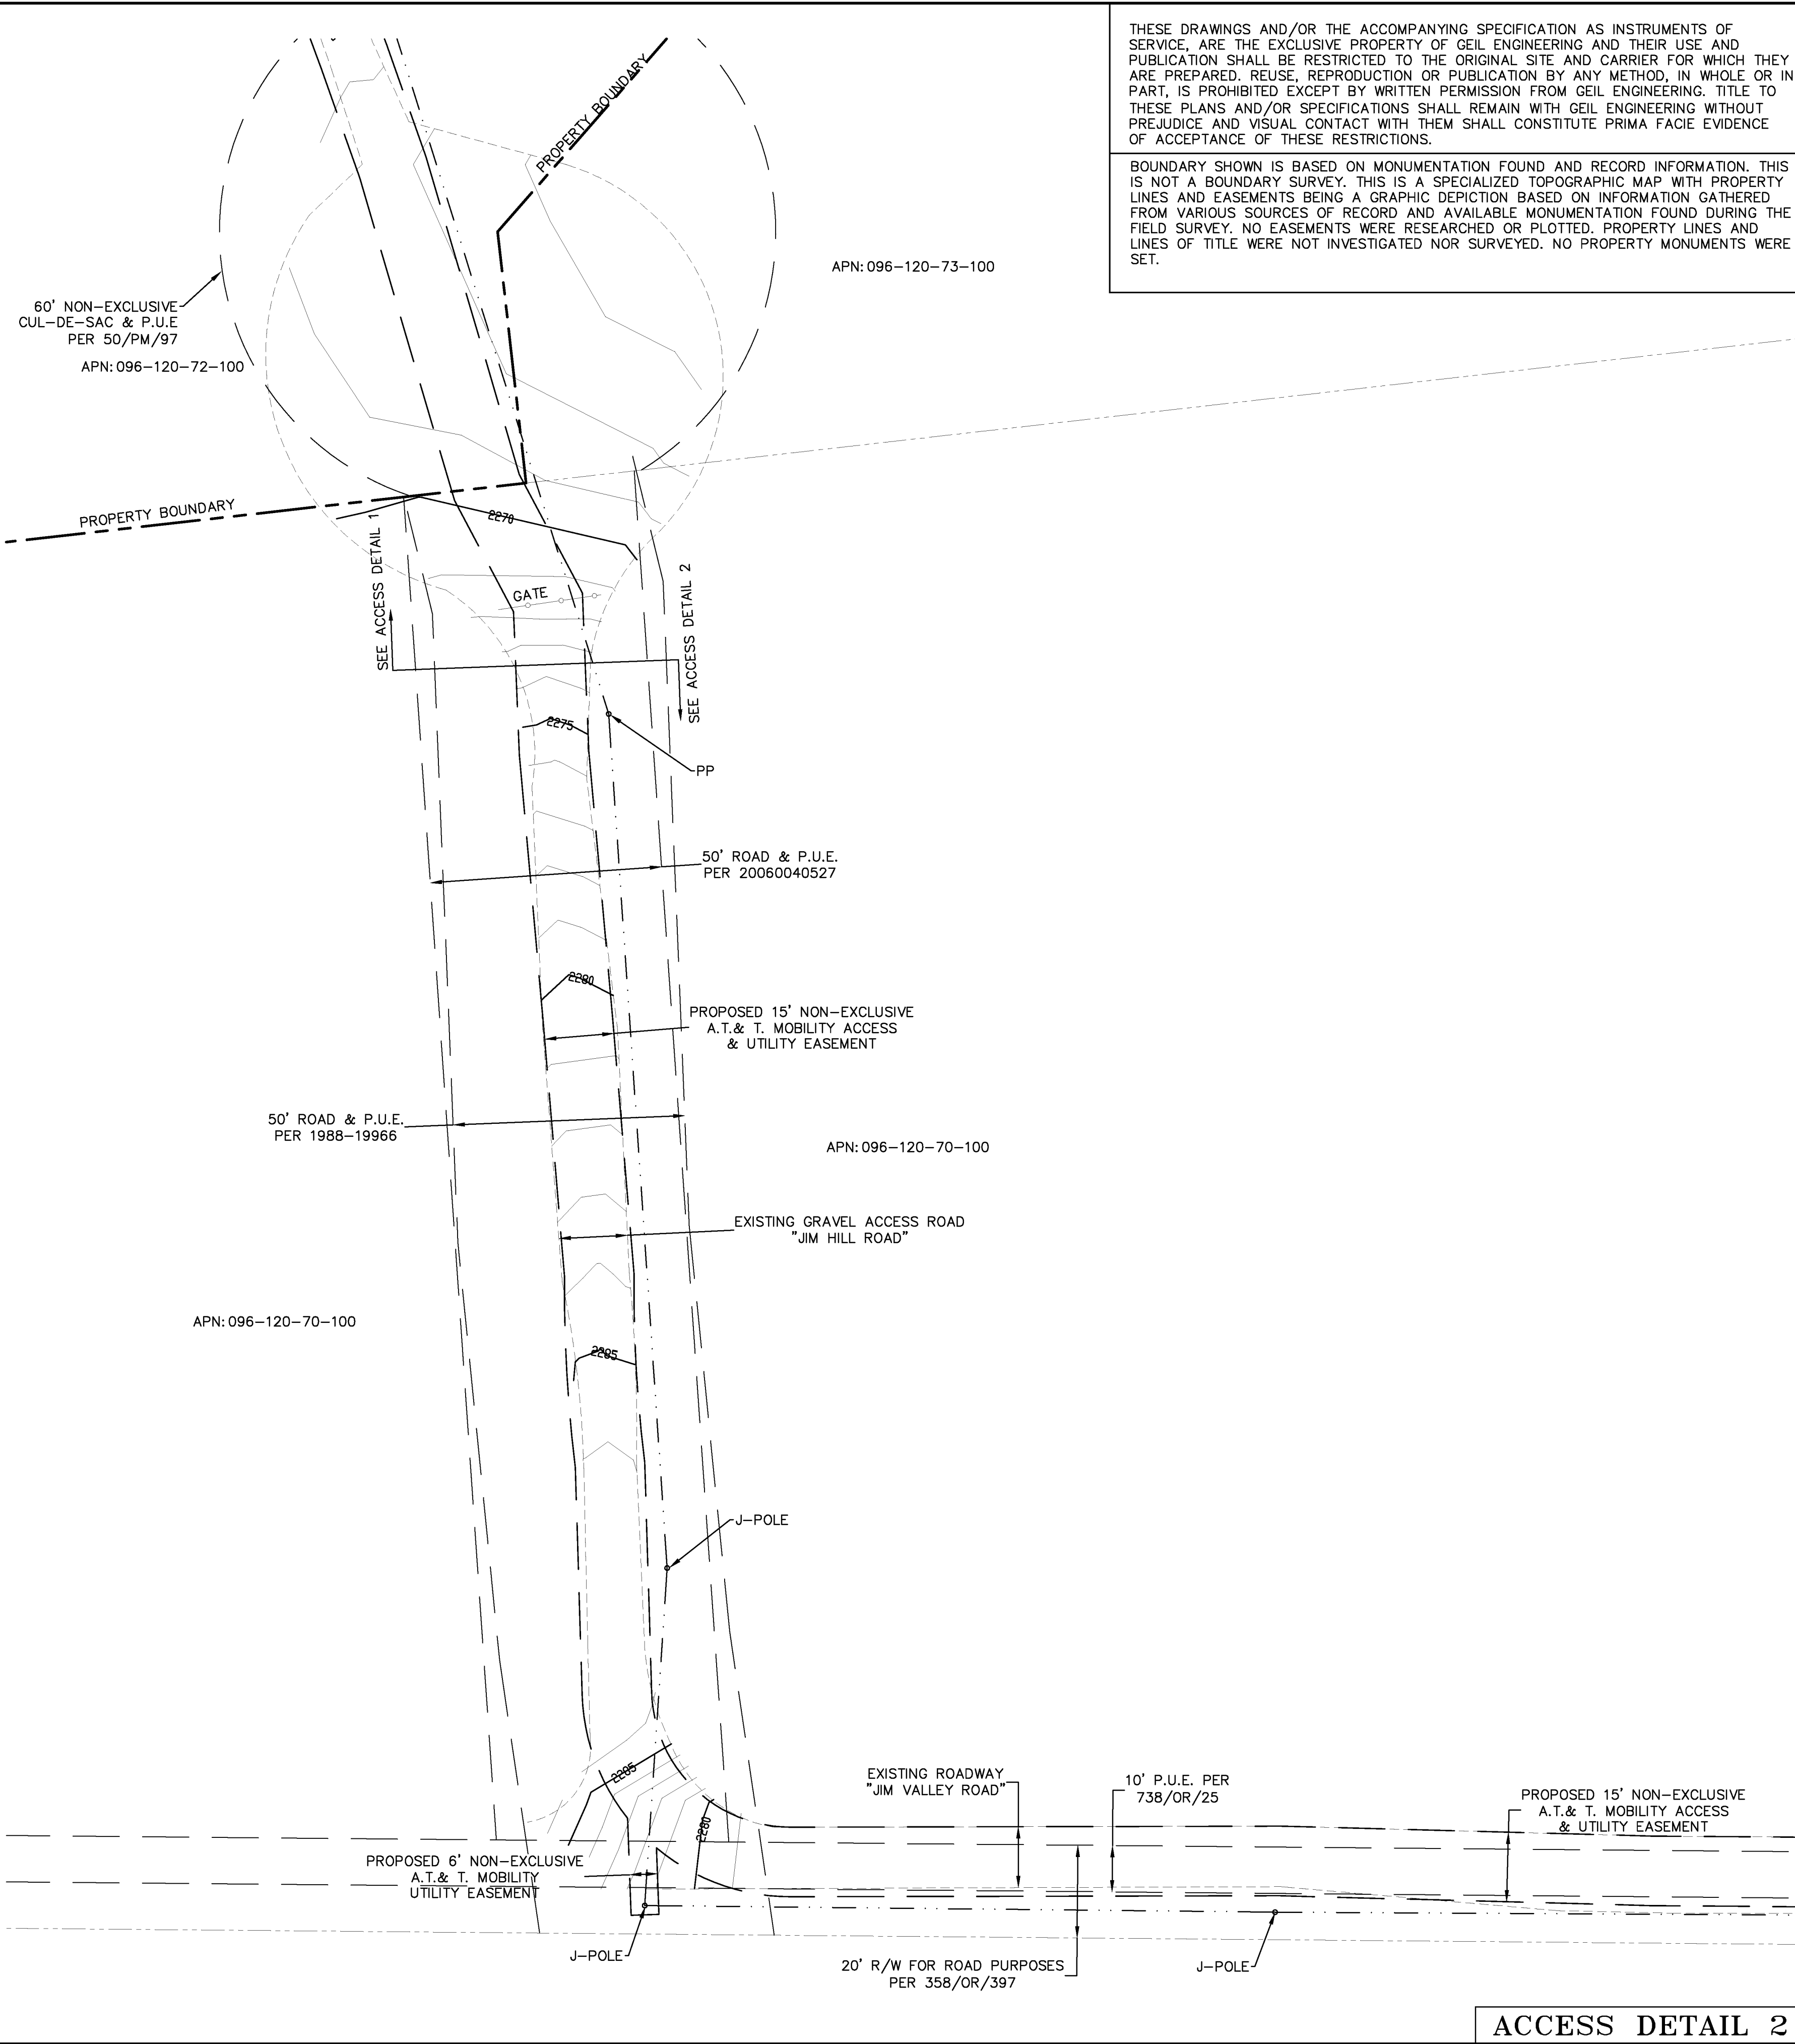 THESE DRAWINGS AND/OR THE ACCOMPANYING SPECIFICATION AS INSTRUMENTS OF
SERVICE, ARE THE EXCLUSIVE PROPERTY OF GEIL ENGINEERING AND THEIR USE AND
PUBLICATION SHALL BE RESTRICTED TO THE ORIGINAL SITE AND CARRIER FOR WHICH THEY
ARE PREPARED. REUSE, REPRODUCTION OR PUBLICATION BY ANY METHOD, IN WHOLE OR IN
PART, IS PROHIBITED EXCEPT BY WRITTEN PERMISSION FROM GEIL ENGINEERING. TITLE TO
THESE PLANS AND/OR SPECIFICATIONS SHALL REMAIN WITH GEIL ENGINEERING WITHOUT
PREJUDICE AND VISUAL CONTACT WITH THEM SHALL CONSTITUTE PRIMA FACIE EVIDENCE
OF ACCEPTANCE OF THESE RESTRICTIONS.
BOUNDARY SHOWN IS BASED ON MONUMENTATION FOUND AND RECORD INFORMATION. THIS
IS NOT A BOUNDARY SURVEY. THIS IS A SPECIALIZED TOPOGRAPHIC MAP WITH PROPERTY
LINES AND EASEMENTS BEING A GRAPHIC DEPICTION BASED ON INFORMATION GATHERED
FROM VARIOUS SOURCES OF RECORD AND AVAILABLE MONUMENTATION FOUND DURING THE
FIELD SURVEY. NO EASEMENTS WERE RESEARCHED OR PLOTTED. PROPERTY LINES AND
LINES OF TITLE WERE NOT INVESTIGATED NOR SURVEYED. NO PROPERTY MONUMENTS WERE
SET.
PROPERTY BOUNDARY
APN: 096-120-73-100
60' NON-EXCLUSIVE
CUL-DE-SAC & P.U.E
PER 50/PM/97
APN: 096-120-72-100
PROPERTY BOUNDARY
2270
SEE ACCESS DETAIL 1
GATE
SEE ACCESS DETAIL 2
2275
PP
50' ROAD & P.U.E.
PER 20060040527
2280
PROPOSED 15' NON-EXCLUSIVE
A.T.& T. MOBILITY ACCESS
& UTILITY EASEMENT
50' ROAD & P.U.E.
PER 1988-19966
APN: 096-120-70-100
EXISTING GRAVEL ACCESS ROAD
"JIM HILL ROAD"
APN: 096-120-70-100
2285
J-POLE
2285
2280
EXISTING ROADWAY
"JIM VALLEY ROAD"
10' P.U.E. PER
738/OR/25
PROPOSED 15' NON-EXCLUSIVE
A.T.& T. MOBILITY ACCESS
& UTILITY EASEMENT
PROPOSED 6' NON-EXCLUSIVE
A.T.& T. MOBILITY
UTILITY EASEMENT
J-POLE
20' R/W FOR ROAD PURPOSES
PER 358/OR/397
J-POLE
ACCESS DETAIL 2